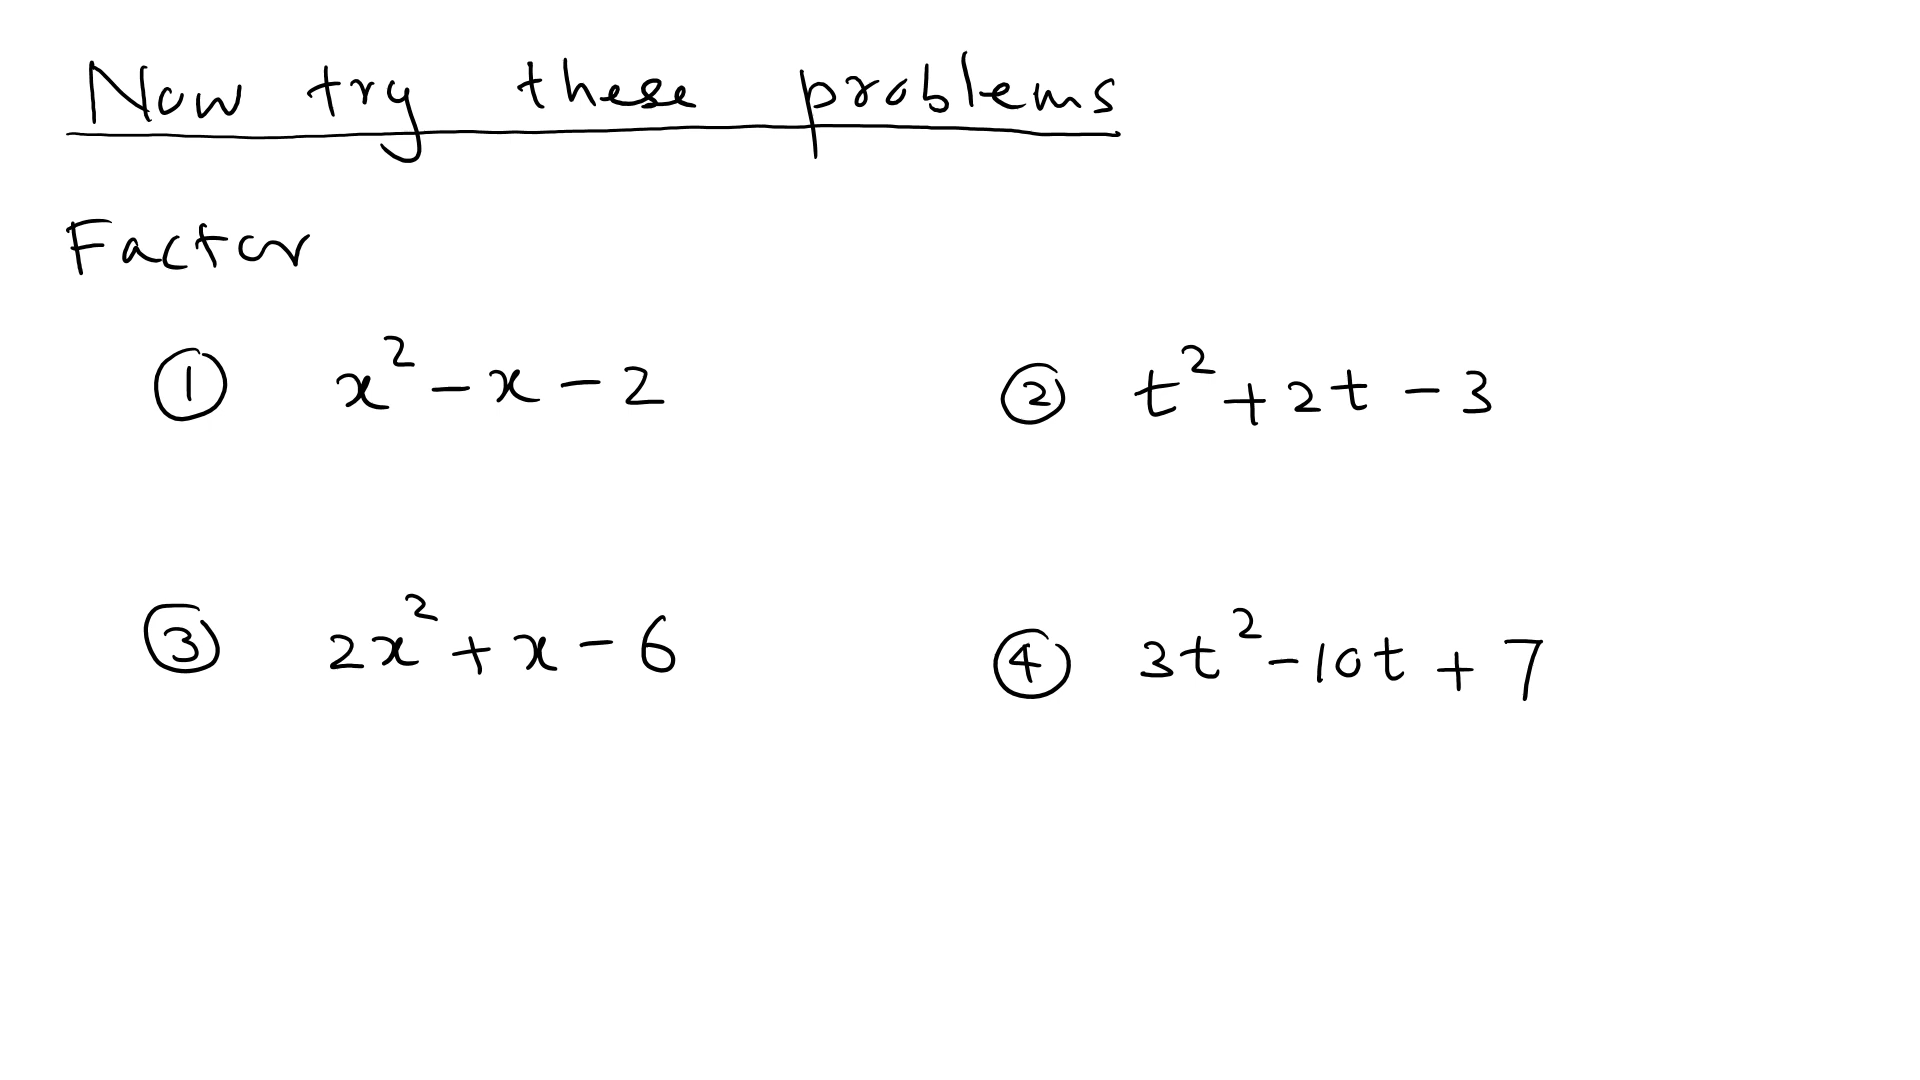 Now try these problems
Factor
① x² - x - 2
② t² + 2t - 3
③ 2x² + x - 6
④ 3t² - 10t + 7